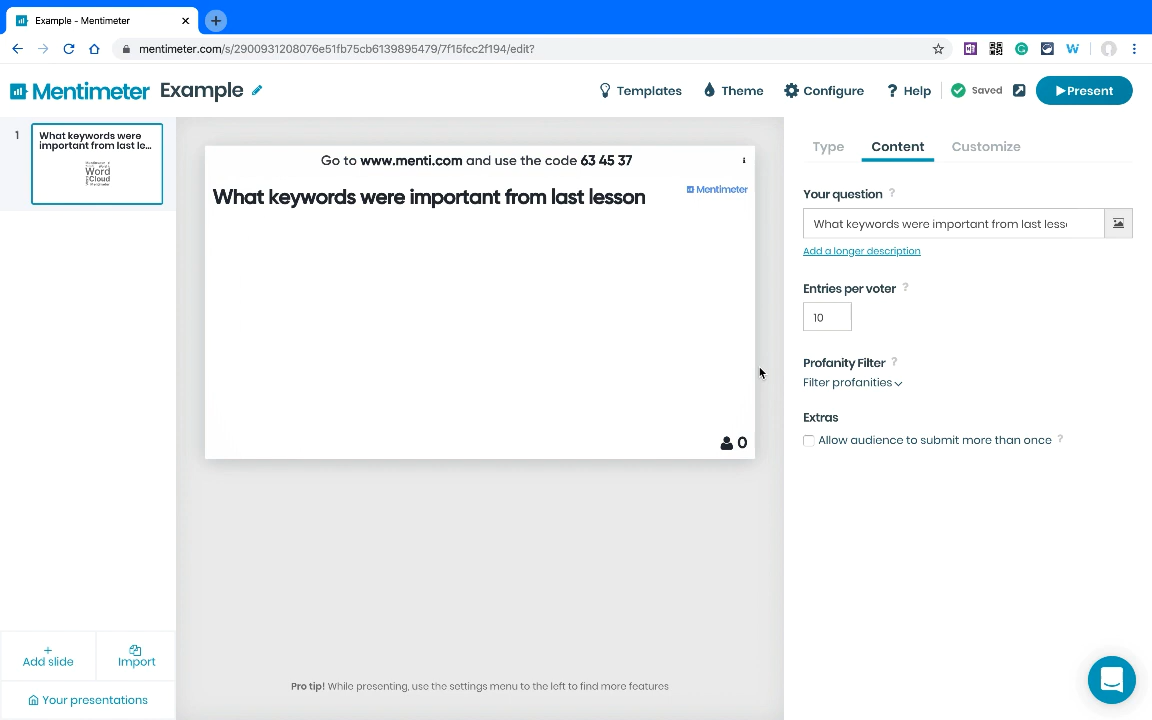 Example - Mentimeter
mentimeter.com/s/2900931208076e51fb75cb6139895479/7f15fcc2f194/edit?
Mentimeter
Example
Templates
Theme
Configure
? Help
Saved
Present
1
What keywords were
important from last le...
Word
Cloud
Mentimeter
Go to www.menti.com and use the code 63 45 37
What keywords were important from last lesson
Mentimeter
0
Pro tip! While presenting, use the settings menu to the left to find more features
Type
Content
Customize
Your question ?
What keywords were important from last less
Add a longer description
Entries per voter ?
10
Profanity Filter ?
Filter profanities
Extras
Allow audience to submit more than once ?
+
Add slide
Import
Your presentations